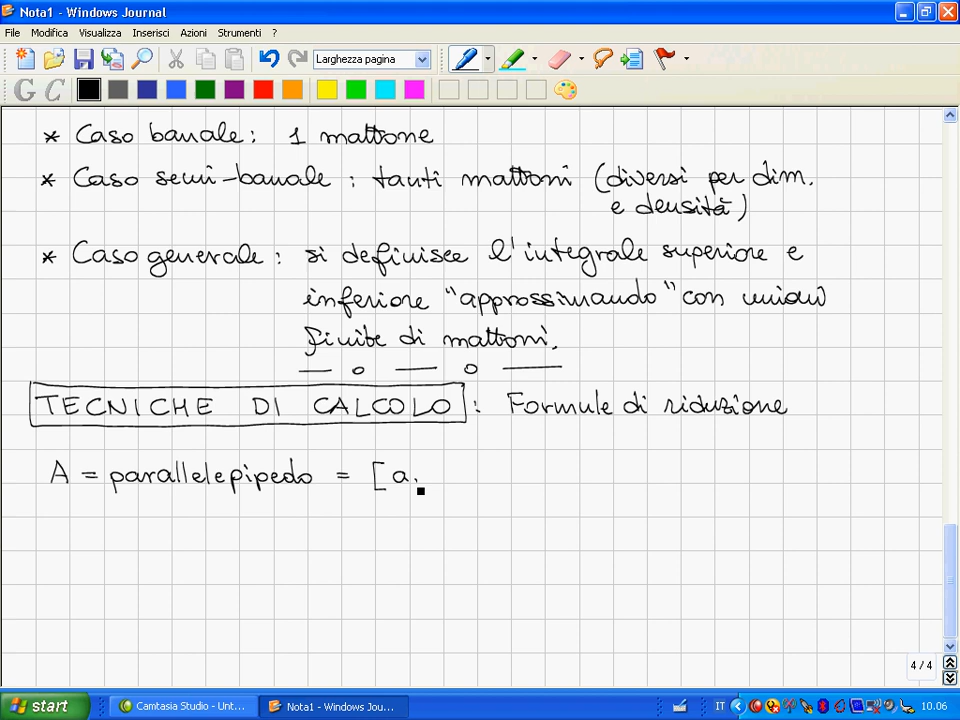 Nota1 - Windows Journal
File Modifica Visualizza Inserisci Azioni Strumenti ?
Larghezza pagina
G C
* Caso banale: 1 mattone
* Caso semi-banale: tanti mattoni (diversi per dim.
e densità)
* Caso generale: si definisce l'integrale superiore e
inferiore "approssimando" con unioni
finite di mattoni.
TECNICHE DI CALCOLO: Formule di riduzione
A = parallelepipedo = [a,
4 / 4
start Camtasia Studio - Unt... Nota1 - Windows Jou... IT 10.06